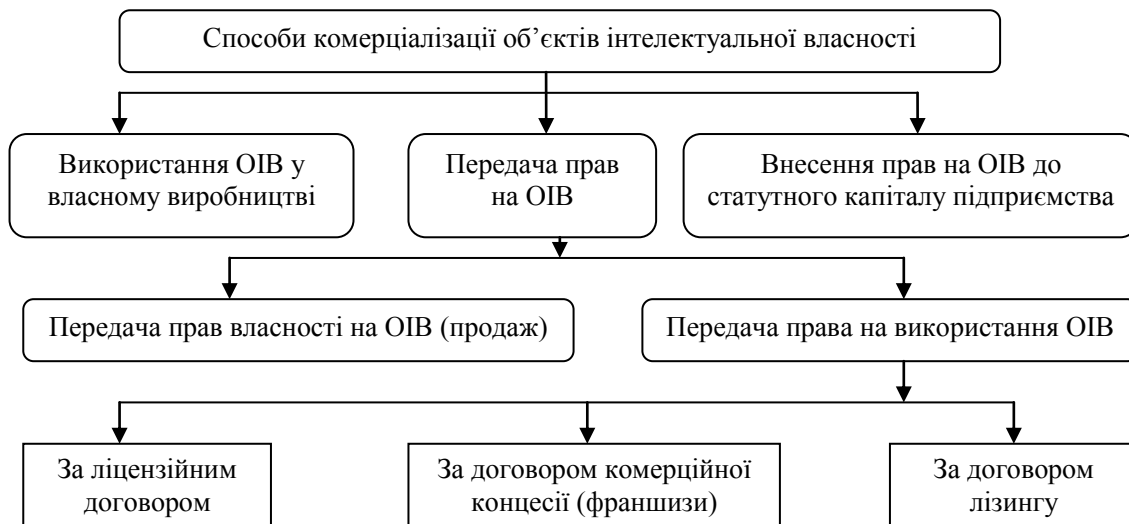 Способи комерціалізації об’єктів інтелектуальної власності
Використання ОІВ у
власному виробництві
Передача прав
на ОІВ
Внесення прав на ОІВ до
статутного капіталу підприємства
Передача прав власності на ОІВ (продаж)
Передача права на використання ОІВ
За ліцензійним
договором
За договором комерційної
концесії (франшизи)
За договором
лізингу